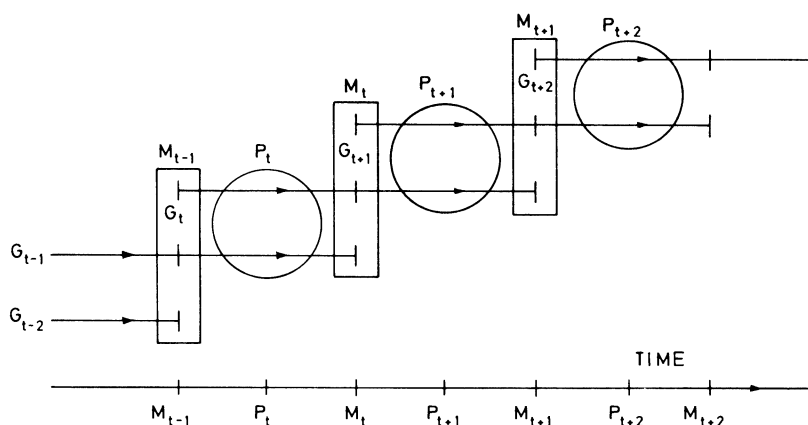 M_{t+1} P_{t+2}
M_t P_{t+1} G_{t+2}
M_{t-1} P_t G_{t+1}
G_t
G_{t-1}
G_{t-2}
TIME
M_{t-1} P_t M_t P_{t+1} M_{t+1} P_{t+2} M_{t+2}